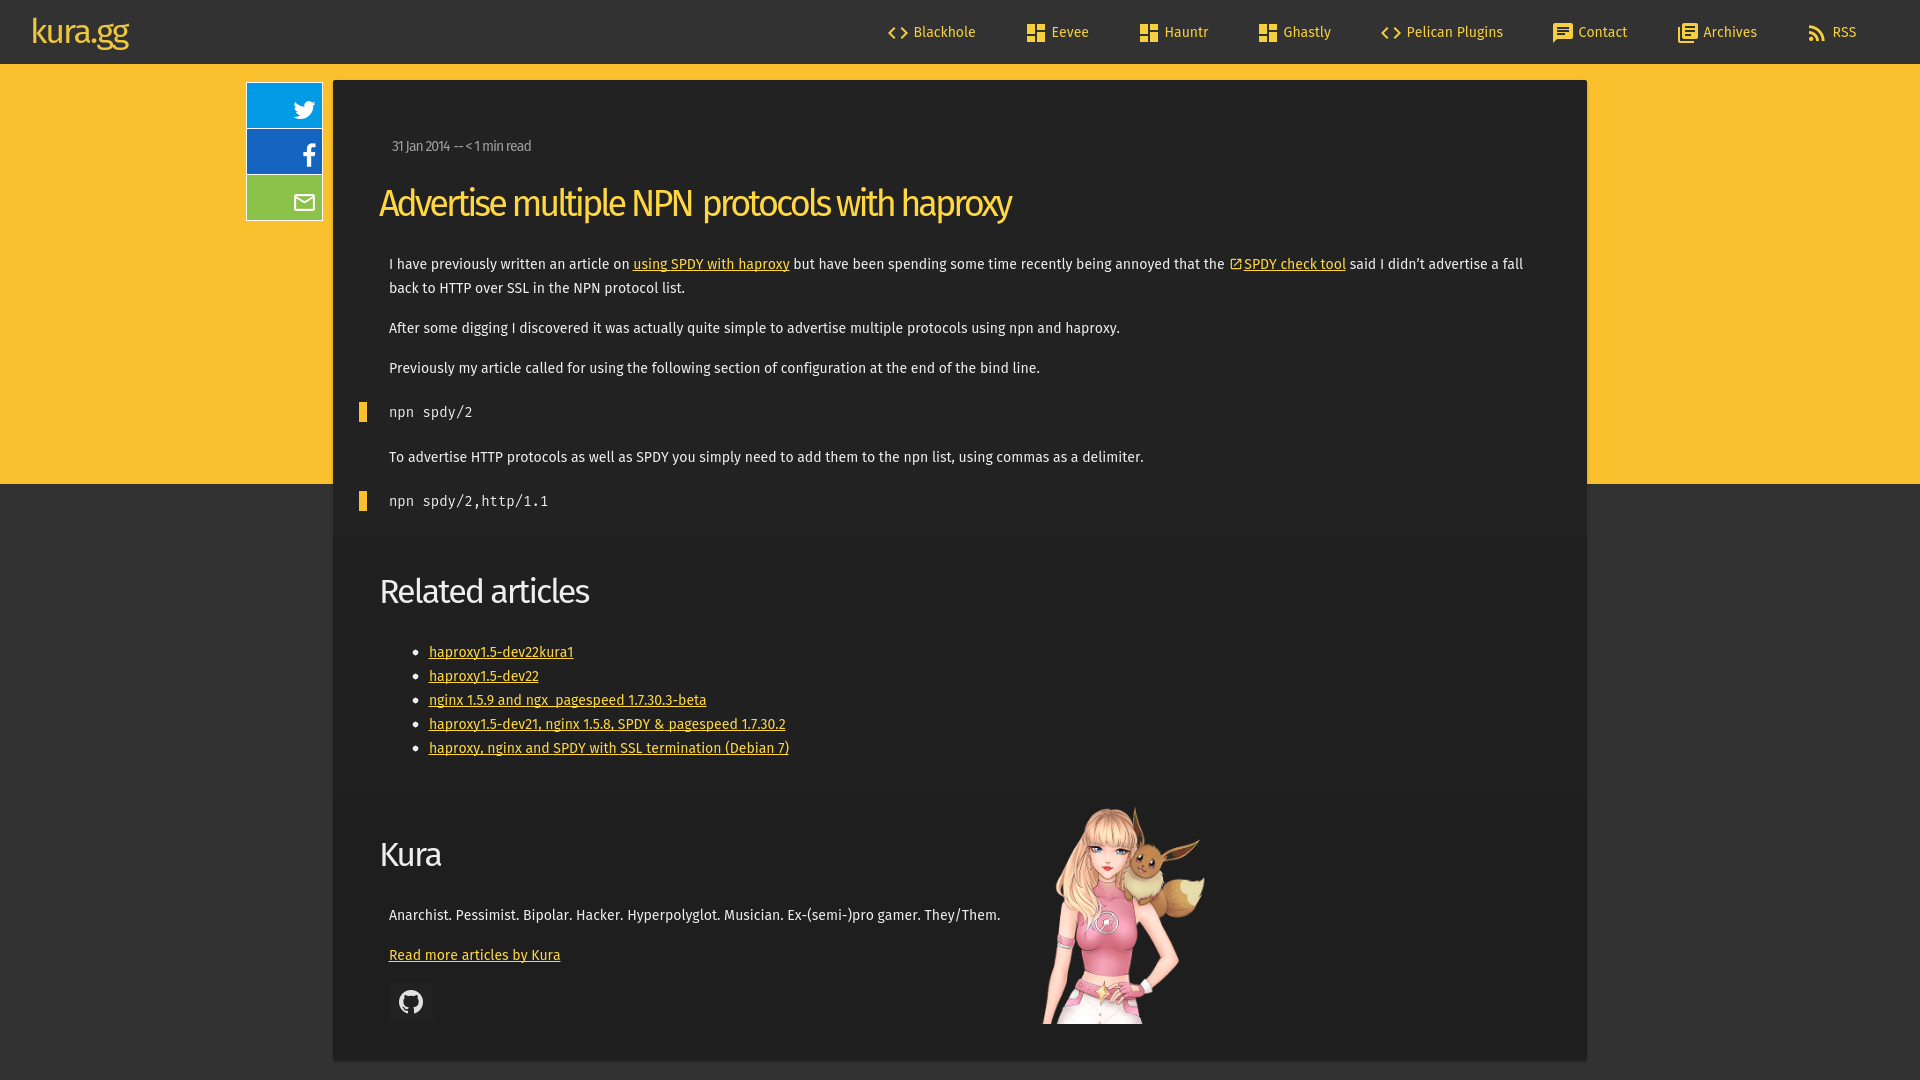 kura.gg
Blackhole
Eevee
Hauntr
Ghastly
Pelican Plugins
Contact
Archives
RSS
31 Jan 2014 -- < 1 min read
Advertise multiple NPN protocols with haproxy
I have previously written an article on using SPDY with haproxy but have been spending some time recently being annoyed that the SPDY check tool said I didn’t advertise a fall
back to HTTP over SSL in the NPN protocol list.
After some digging I discovered it was actually quite simple to advertise multiple protocols using npn and haproxy.
Previously my article called for using the following section of configuration at the end of the bind line.
npn spdy/2
To advertise HTTP protocols as well as SPDY you simply need to add them to the npn list, using commas as a delimiter.
npn spdy/2,http/1.1
Related articles
haproxy1.5-dev22kura1
haproxy1.5-dev22
nginx 1.5.9 and ngx_pagespeed 1.7.30.3-beta
haproxy1.5-dev21, nginx 1.5.8, SPDY & pagespeed 1.7.30.2
haproxy, nginx and SPDY with SSL termination (Debian 7)
Kura
Anarchist. Pessimist. Bipolar. Hacker. Hyperpolyglot. Musician. Ex-(semi-)pro gamer. They/Them.
Read more articles by Kura